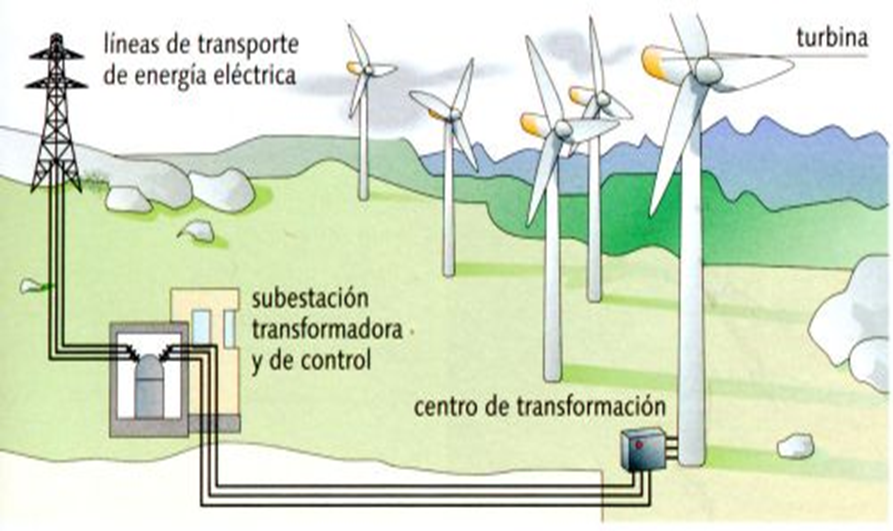 líneas de transporte
de energía eléctrica
turbina
subestación
transformadora
y de control
centro de transformación